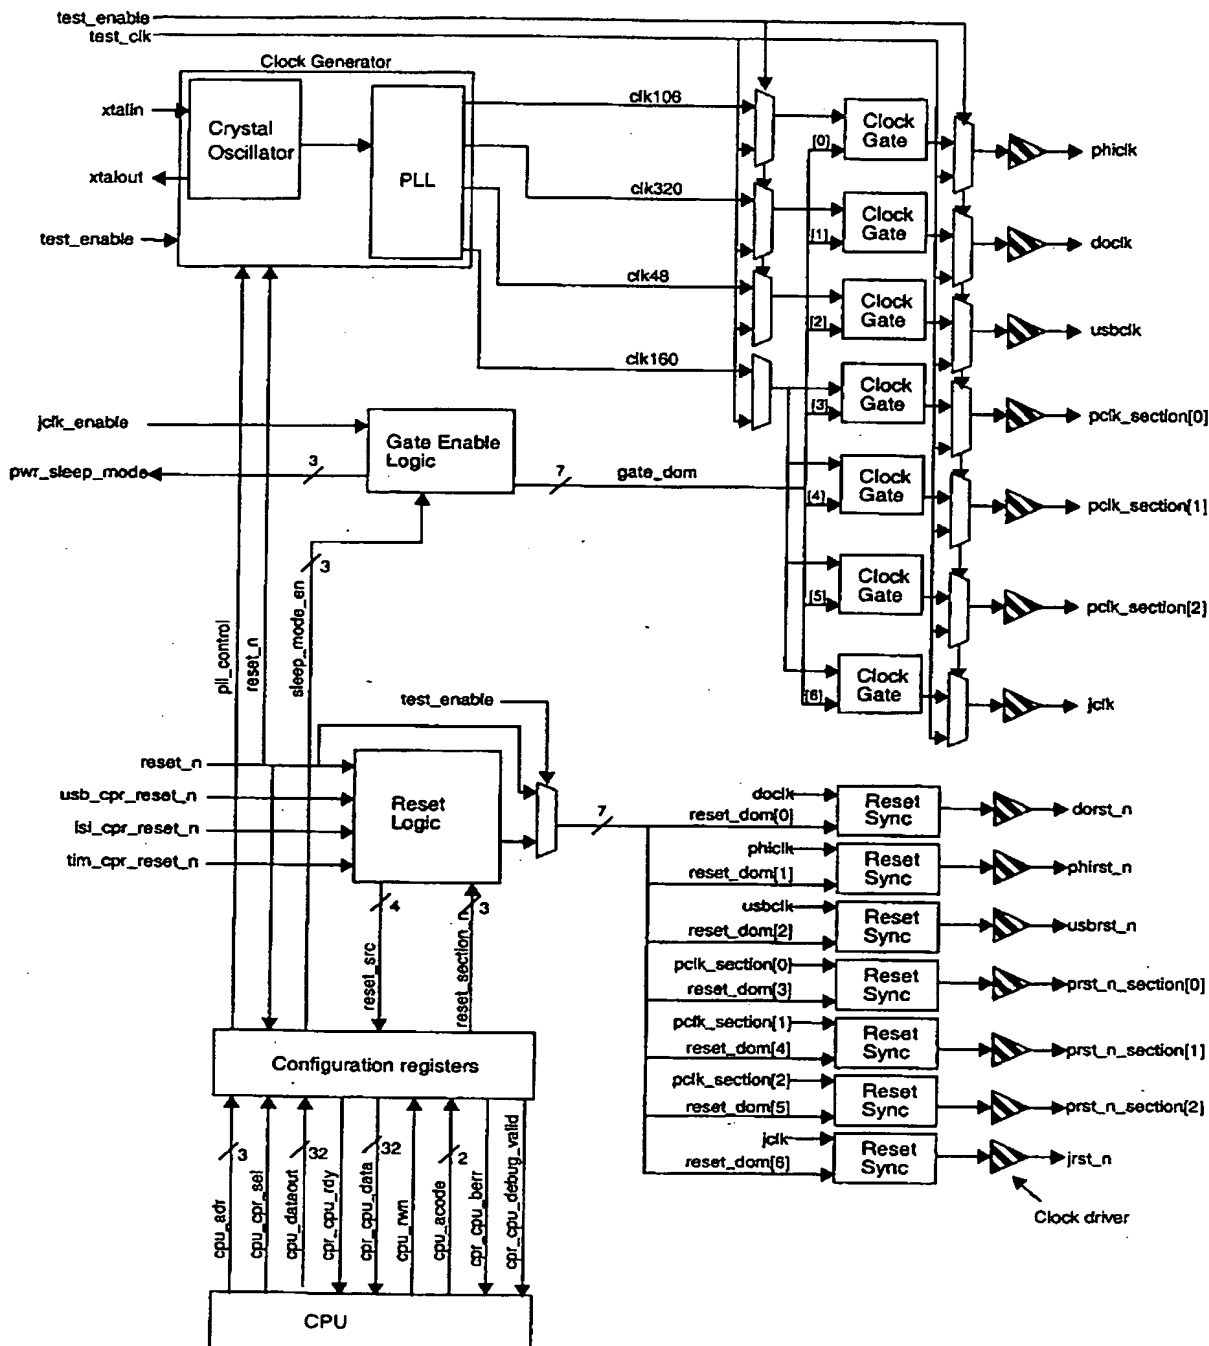 test_enable
test_clk
Clock Generator
xtalin
xtalout
test_enable
Crystal
Oscillator
PLL
clk106
clk320
clk48
clk160
[0]
[1]
[2]
[3]
[4]
[5]
[6]
Clock
Gate
Clock
Gate
Clock
Gate
Clock
Gate
Clock
Gate
Clock
Gate
Clock
Gate
phiclk
doclk
usbclk
pclk_section[0]
pclk_section[1]
pclk_section[2]
jclk
jclk_enable
pwr_sleep_mode
3
Gate Enable
Logic
7
gate_dom
3
pll_control
reset_n
sleep_mode_en
test_enable
reset_n
usb_cpr_reset_n
isi_cpr_reset_n
tim_cpr_reset_n
Reset
Logic
7
4
3
reset_src
reset_section_n
doclk
reset_dom[0]
Reset
Sync
dorst_n
phiclk
reset_dom[1]
Reset
Sync
phirst_n
usbclk
reset_dom[2]
Reset
Sync
usbrst_n
pclk_section[0]
reset_dom[3]
Reset
Sync
prst_n_section[0]
pclk_section[1]
reset_dom[4]
Reset
Sync
prst_n_section[1]
pclk_section[2]
reset_dom[5]
Reset
Sync
prst_n_section[2]
jclk
reset_dom[6]
Reset
Sync
jrst_n
Clock driver
Configuration registers
3
32
32
2
cpu_adr
cpu_cpr_sel
cpu_dataout
cpr_cpu_rdy
cpr_cpu_data
cpu_rwn
cpu_acode
cpr_cpu_berr
cpr_cpu_debug_valid
CPU